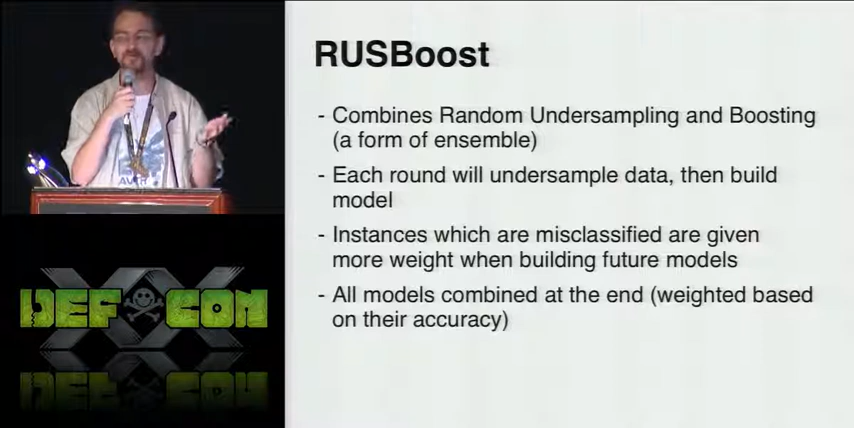 RUSBoost
- Combines Random Undersampling and Boosting
(a form of ensemble)
- Each round will undersample data, then build
model
- Instances which are misclassified are given
more weight when building future models
- All models combined at the end (weighted based
on their accuracy)
XX
DEF CON